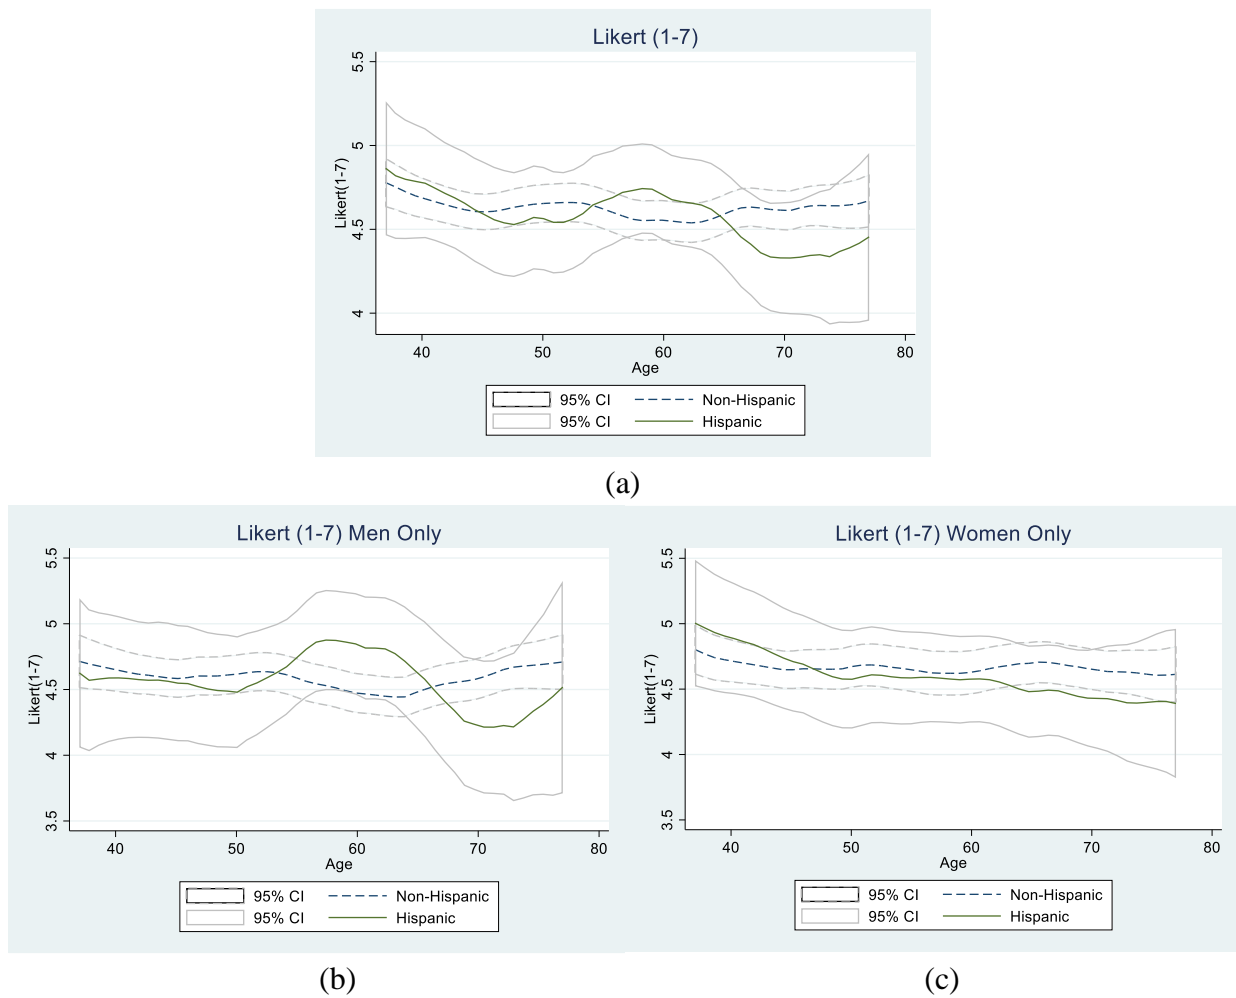 Likert (1-7)
5.5
5
4.5
4
Likert(1-7)
40 50 60 70 80
Age
95% CI Non-Hispanic
95% CI Hispanic
(a)
Likert (1-7) Men Only
5.5
5
4.5
4
3.5
Likert(1-7)
40 50 60 70 80
Age
95% CI Non-Hispanic
95% CI Hispanic
(b)
Likert (1-7) Women Only
5.5
5
4.5
4
3.5
Likert(1-7)
40 50 60 70 80
Age
95% CI Non-Hispanic
95% CI Hispanic
(c)